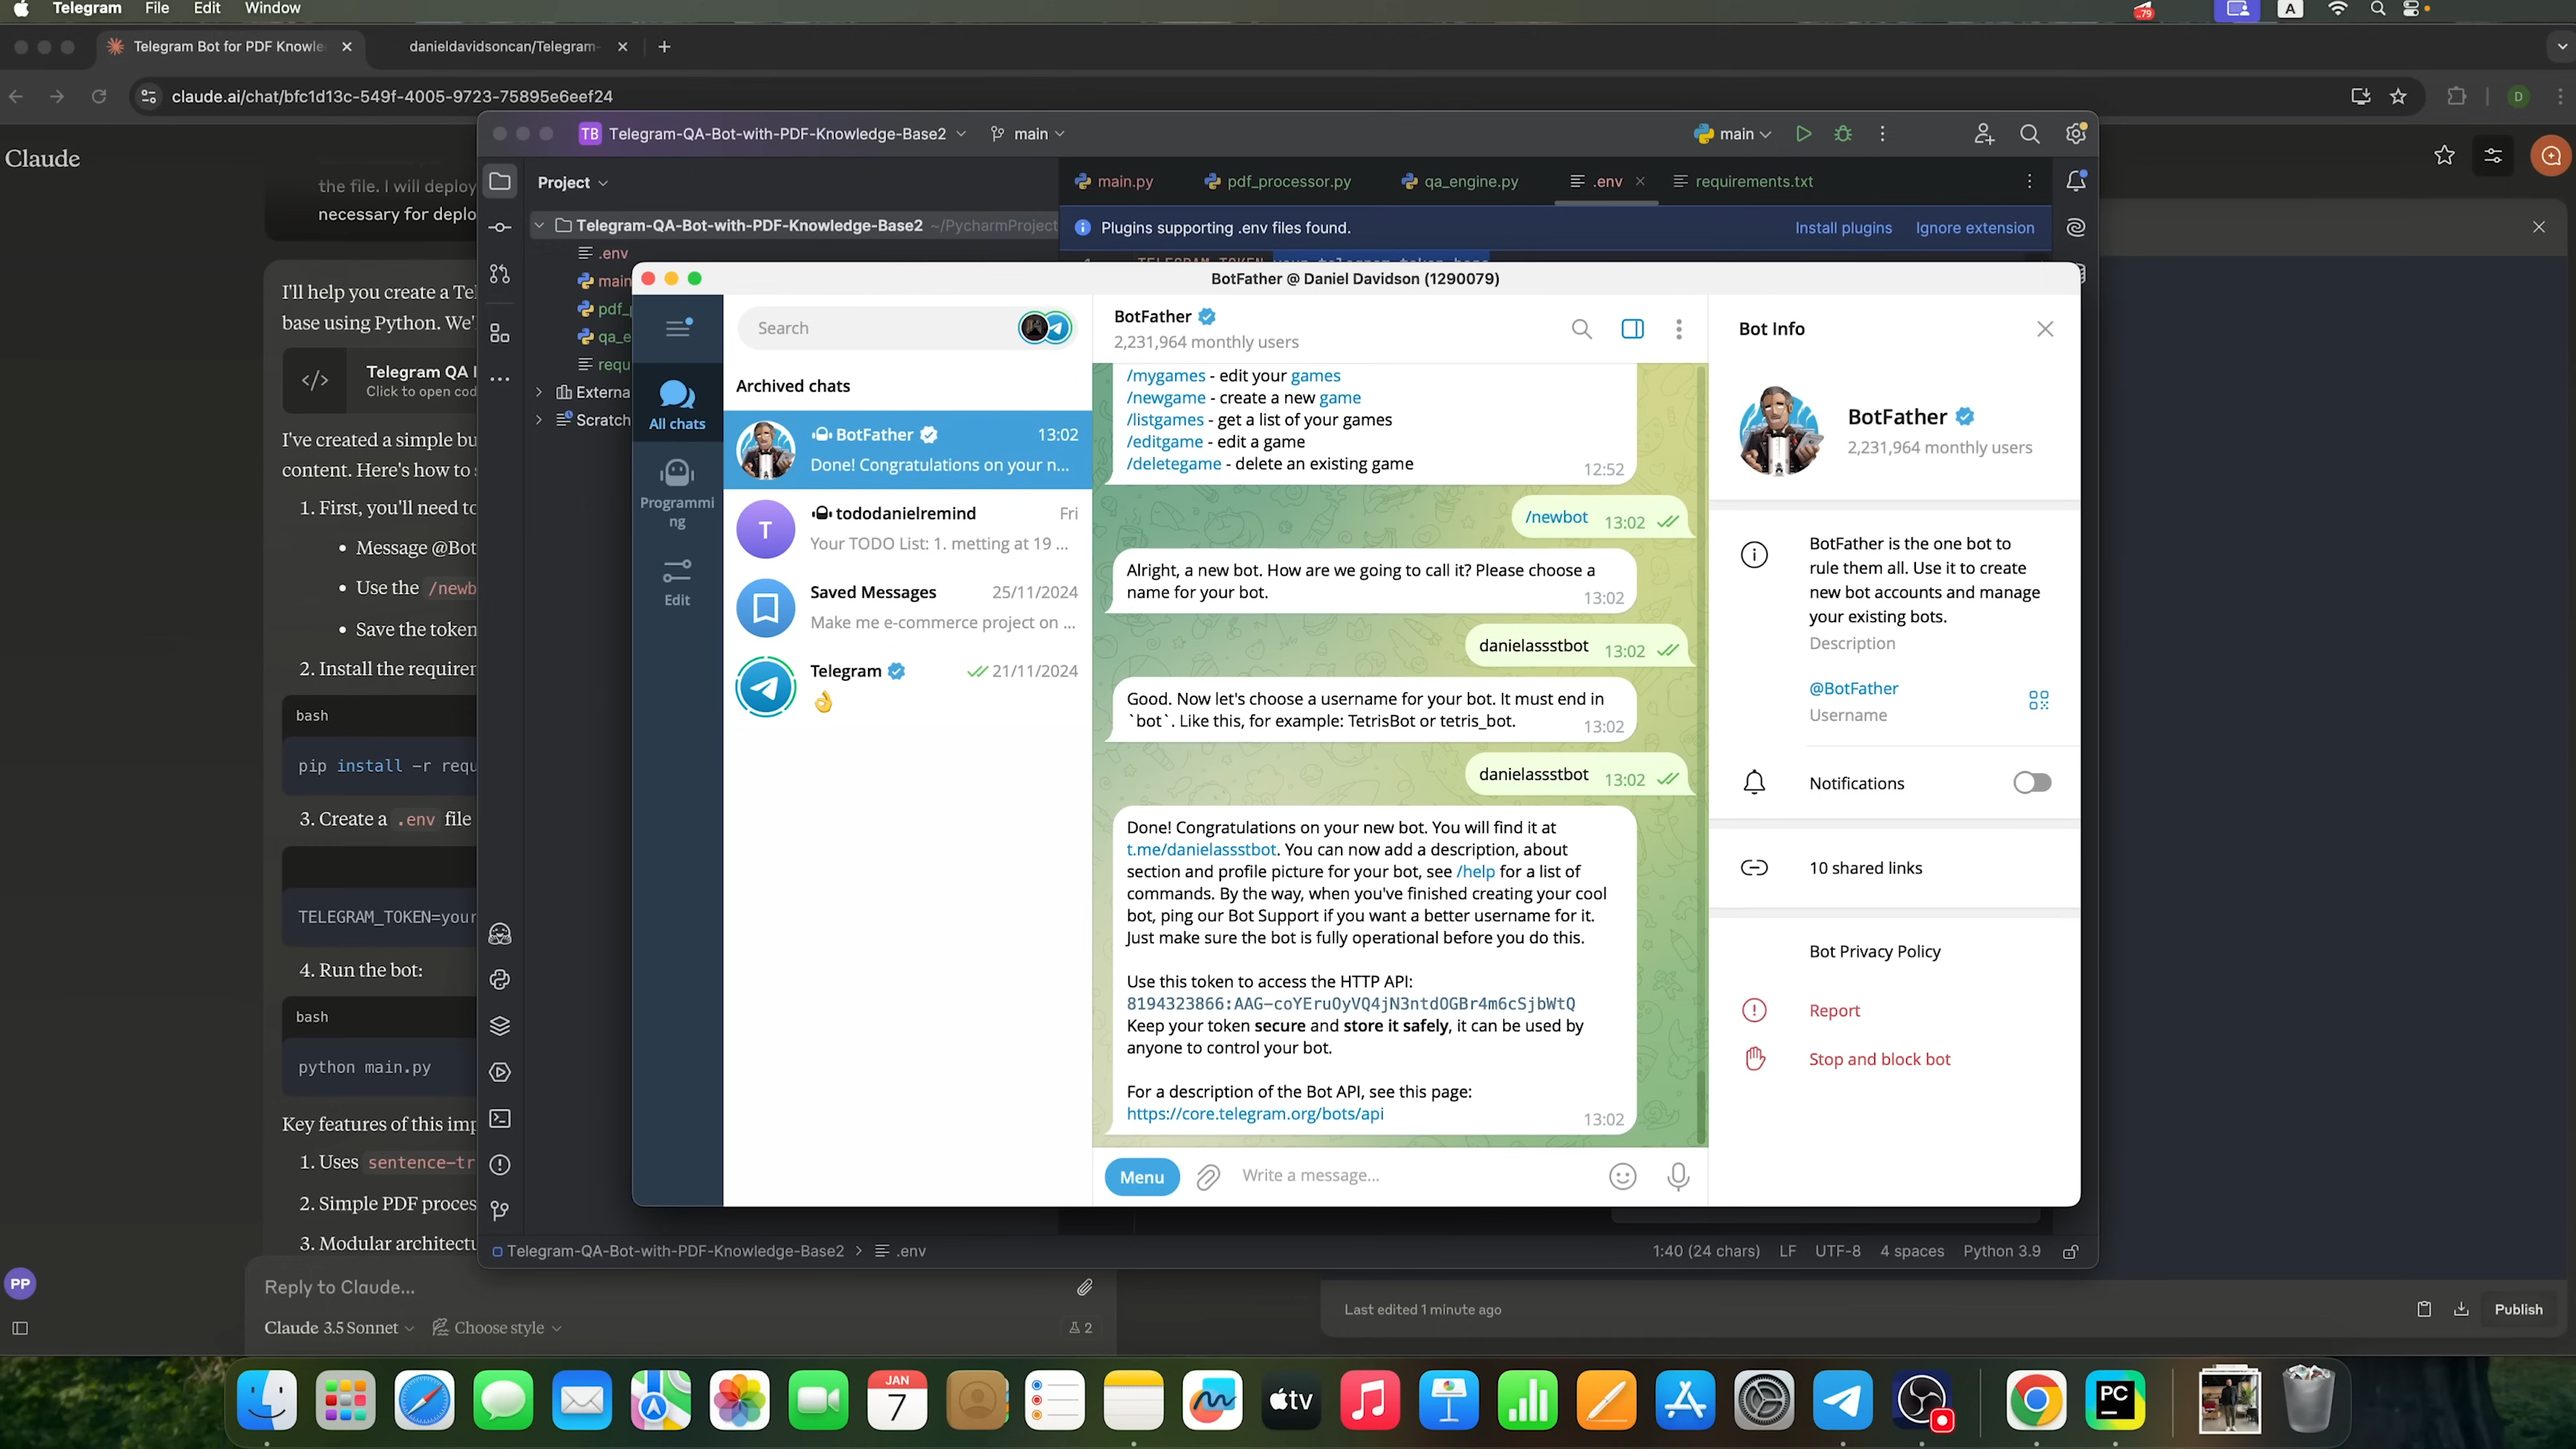 Telegram File Edit Window
..79
A
Telegram Bot for PDF Knowle
danieldavidsoncan/Telegram-
claude.ai/chat/bfc1d13c-549f-4005-9723-75895e6eef24
D
Claude
the file. I will deploy
necessary for deplo
I'll help you create a Te
base using Python. We'
Telegram QA
Click to open cod
I've created a simple bu
content. Here's how to
1. First, you'll need to
• Message @Bot
• Use the /newb
• Save the token
2. Install the requirer
bash
pip install -r requ
3. Create a .env file
TELEGRAM_TOKEN=your
4. Run the bot:
bash
python main.py
Key features of this imp
1. Uses sentence-tr
2. Simple PDF proces
3. Modular architectu
PP
Reply to Claude...
Claude 3.5 Sonnet
Choose style
2
Last edited 1 minute ago
Publish
TB Telegram-QA-Bot-with-PDF-Knowledge-Base2
main
main
Project
main.py
pdf_processor.py
qa_engine.py
.env
requirements.txt
Telegram-QA-Bot-with-PDF-Knowledge-Base2 ~/PycharmProject
.env
main
pdf_p
qa_e
requ
Externa
Scratch
Plugins supporting .env files found.
Install plugins
Ignore extension
BotFather @ Daniel Davidson (1290079)
All chats
Programmi
ng
Edit
Search
Archived chats
BotFather 13:02
Done! Congratulations on your n...
T
tododanielremind Fri
Your TODO List: 1. metting at 19 ...
Saved Messages 25/11/2024
Make me e-commerce project on ...
Telegram 21/11/2024
👌
BotFather
2,231,964 monthly users
/mygames - edit your games
/newgame - create a new game
/listgames - get a list of your games
/editgame - edit a game
/deletegame - delete an existing game
12:52
/newbot 13:02
Alright, a new bot. How are we going to call it? Please choose a
name for your bot.
13:02
danielassstbot 13:02
Good. Now let's choose a username for your bot. It must end in
`bot`. Like this, for example: TetrisBot or tetris_bot.
13:02
danielassstbot 13:02
Done! Congratulations on your new bot. You will find it at
t.me/danielassstbot. You can now add a description, about
section and profile picture for your bot, see /help for a list of
commands. By the way, when you've finished creating your cool
bot, ping our Bot Support if you want a better username for it.
Just make sure the bot is fully operational before you do this.
Use this token to access the HTTP API:
8194323866:AAG-coYEruOyVQ4jN3ntdOGBr4m6cSjbWtQ
Keep your token secure and store it safely, it can be used by
anyone to control your bot.
For a description of the Bot API, see this page:
https://core.telegram.org/bots/api
13:02
Menu
Write a message...
Bot Info
BotFather
2,231,964 monthly users
BotFather is the one bot to
rule them all. Use it to create
new bot accounts and manage
your existing bots.
Description
@BotFather
Username
Notifications
10 shared links
Bot Privacy Policy
Report
Stop and block bot
Telegram-QA-Bot-with-PDF-Knowledge-Base2 > .env
1:40 (24 chars) LF UTF-8 4 spaces Python 3.9
JAN
7
tv
PC